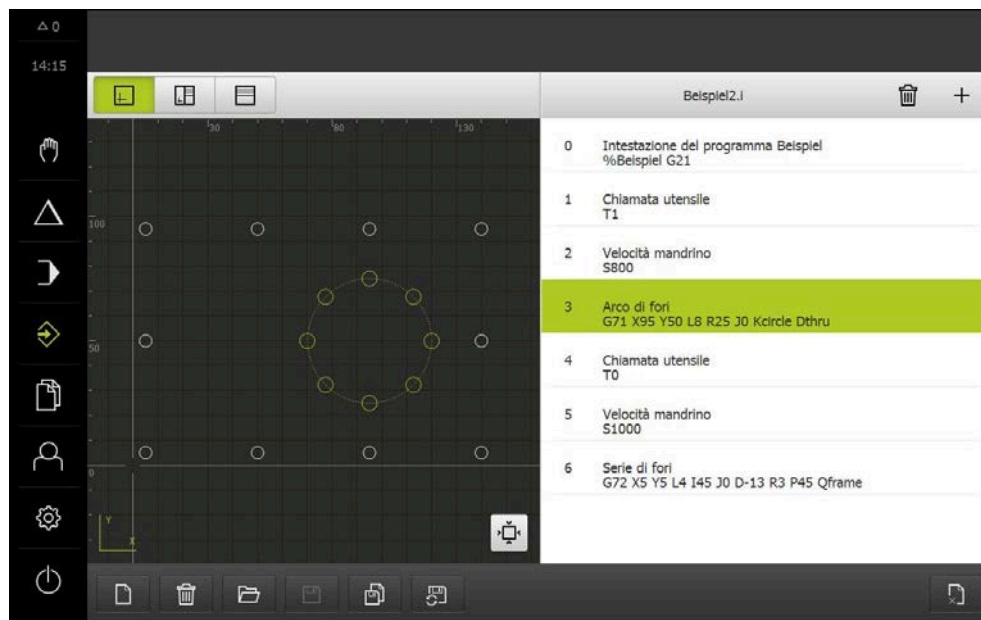 0
14:15
Beispiel2.i
30
80
130
100
50
0
Y
X
0 Intestazione del programma Beispiel
%Beispiel G21
1 Chiamata utensile
T1
2 Velocità mandrino
S800
3 Arco di fori
G71 X95 Y50 L8 R25 J0 Kcircle Dthru
4 Chiamata utensile
T0
5 Velocità mandrino
S1000
6 Serie di fori
G72 X5 Y5 L4 I45 J0 D-13 R3 P45 Qframe